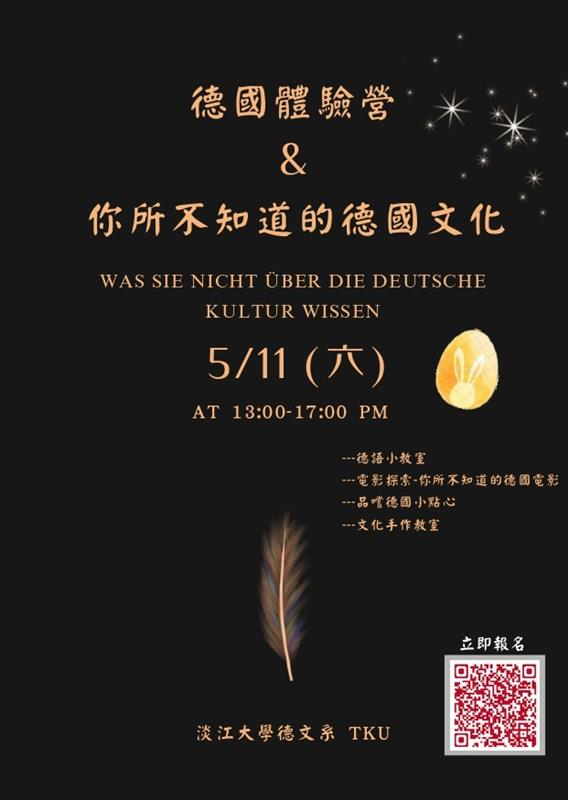 德國體驗營
&
你所不知道的德國文化
WAS SIE NICHT ÜBER DIE DEUTSCHE
KULTUR WISSEN
5/11 (六)
AT 13:00-17:00 PM
---德語小教室
---電影探索-你所不知道的德國電影
---品嚐德國小點心
---文化手作教室
立即報名
淡江大學德文系 TKU